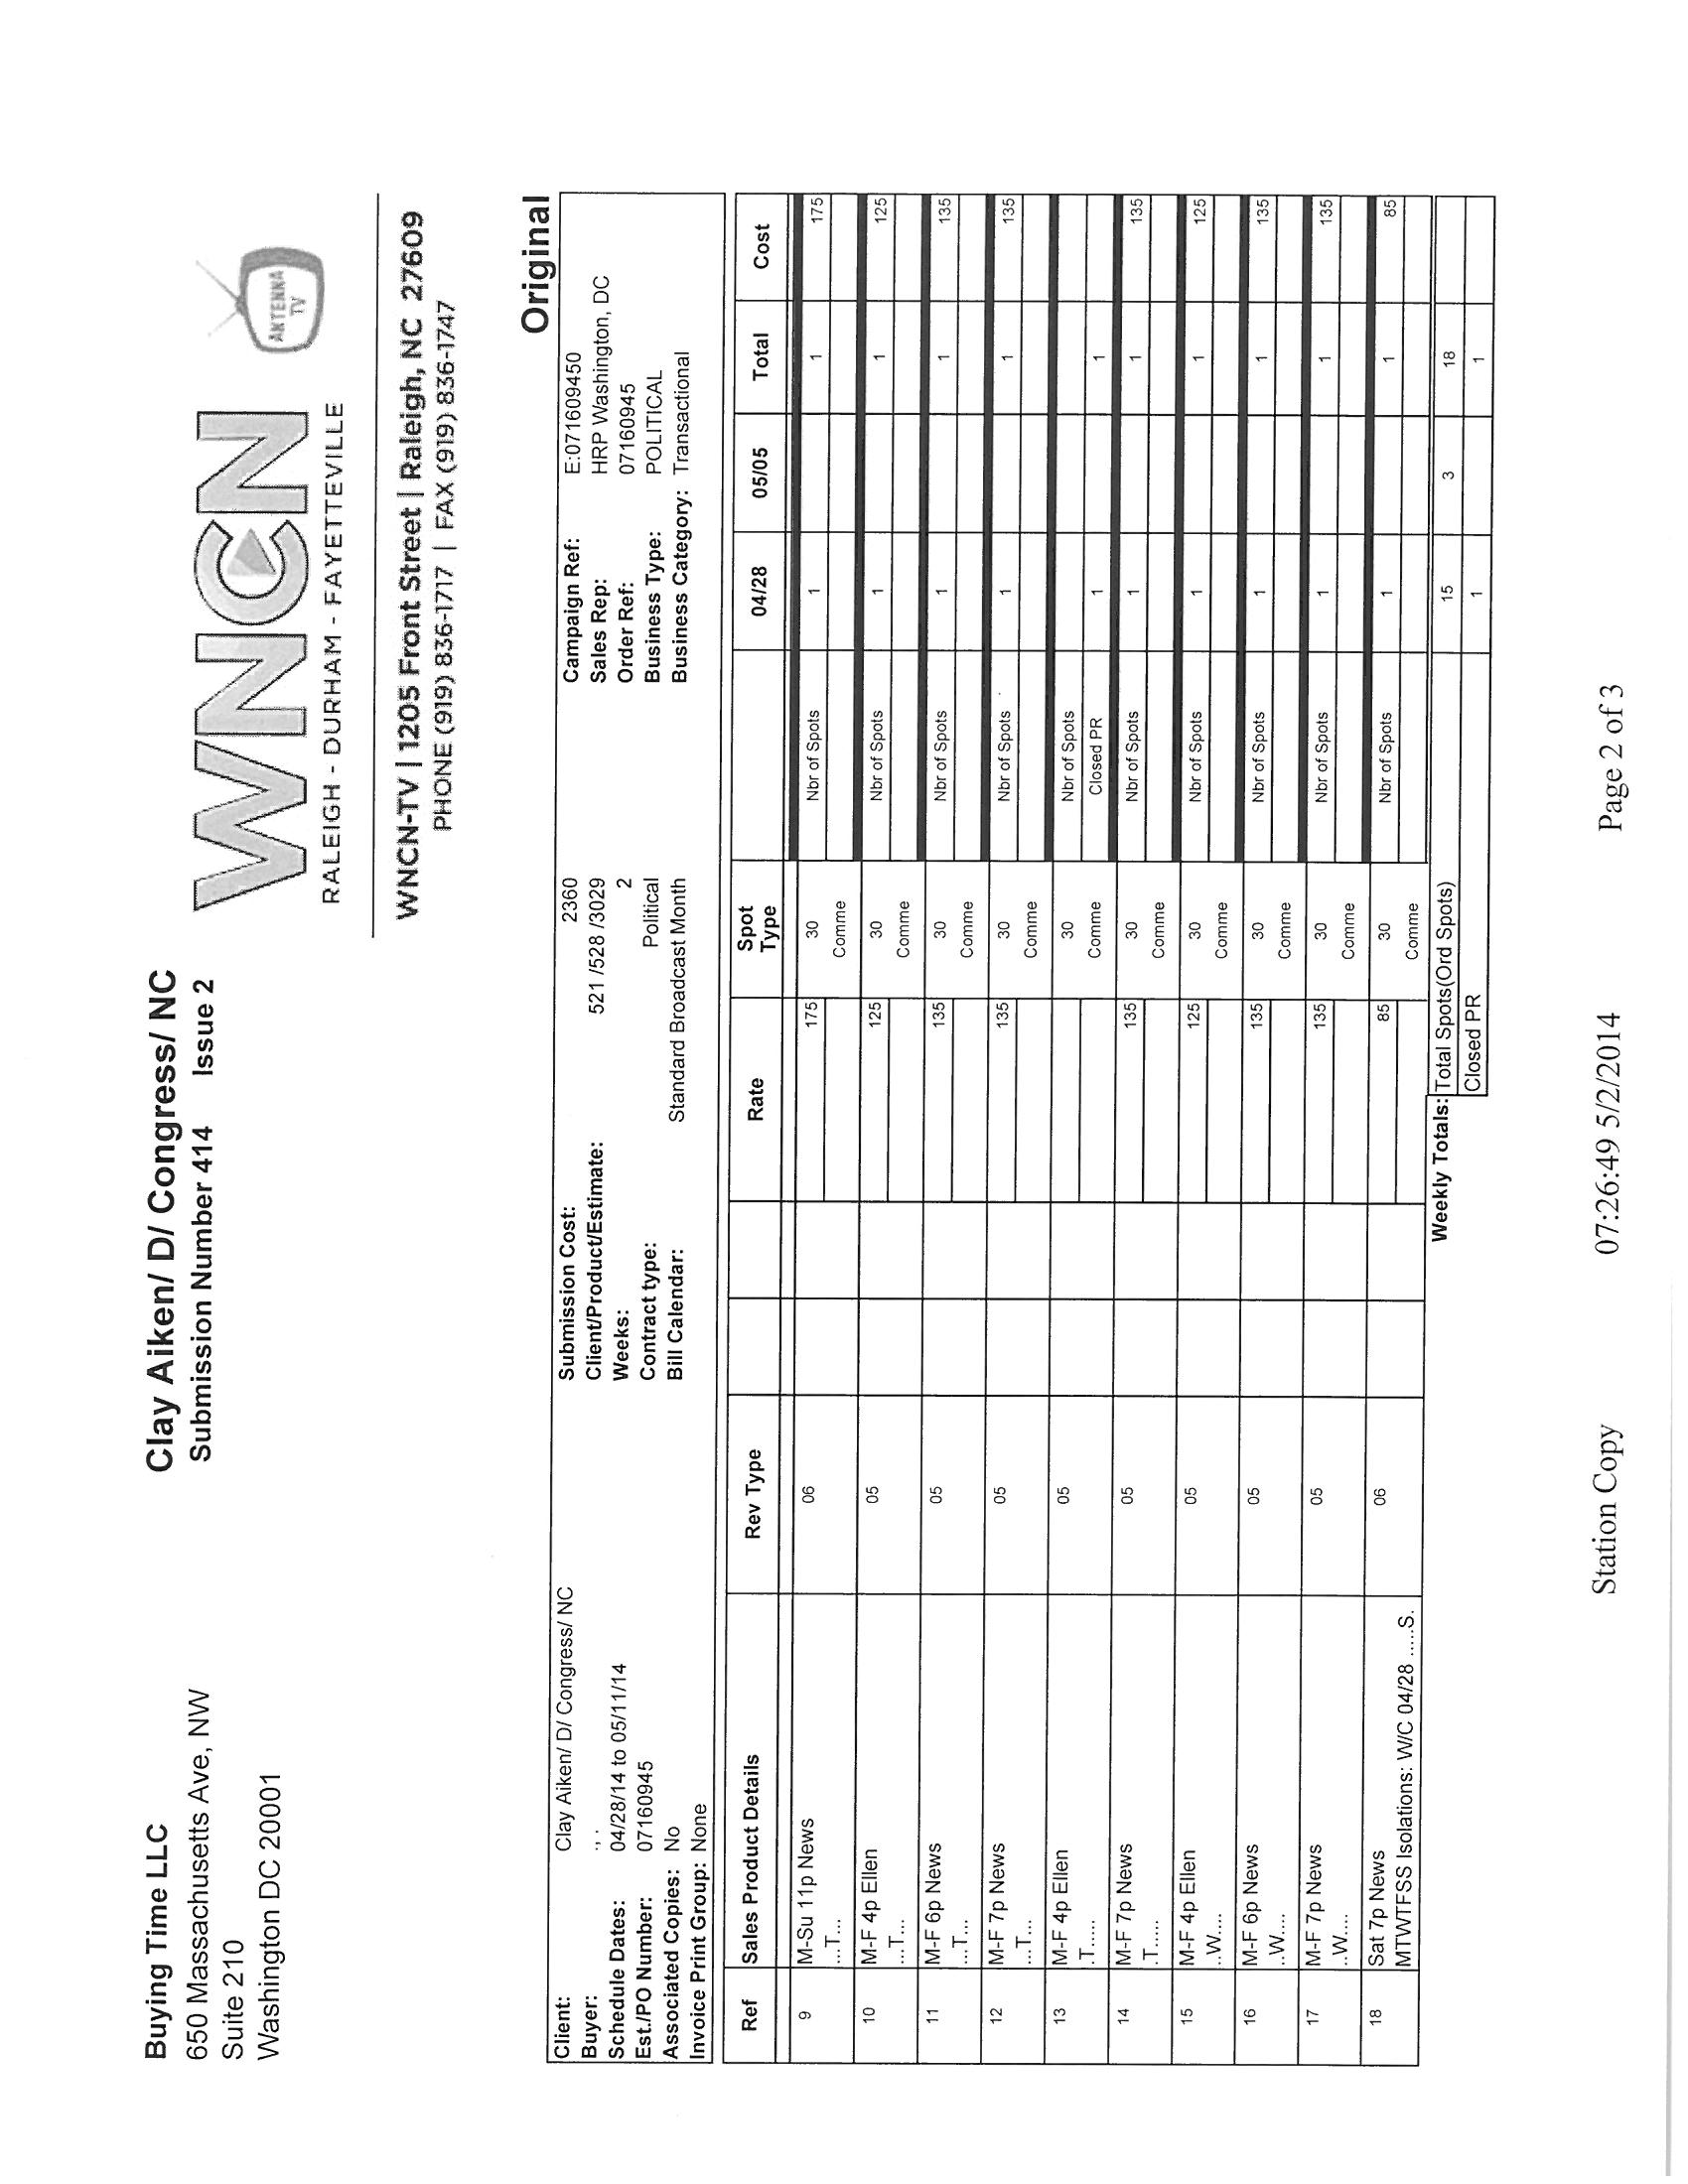 Buying Time LLC
650 Massachusetts Ave, NW
Suite 210
Washington DC 20001
Clay Aiken/ D/ Congress/ NC
Submission Number 414 Issue 2
WNCN
RALEIGH - DURHAM - FAYETTEVILLE
ANTENNA
TV
WNCN-TV | 1205 Front Street | Raleigh, NC 27609
PHONE (919) 836-1717 | FAX (919) 836-1747
Original
Client: Clay Aiken/ D/ Congress/ NC Submission Cost: 2360 Campaign Ref: E:071609450
Buyer: ., . Client/Product/Estimate: 521 /528 /3029 Sales Rep: HRP Washington, DC
Schedule Dates: 04/28/14 to 05/11/14 Weeks: 2 Order Ref: 07160945
Est./PO Number: 07160945 Contract type: Political Business Type: POLITICAL
Associated Copies: No Bill Calendar: Standard Broadcast Month Business Category: Transactional
Invoice Print Group: None
Ref Sales Product Details Rev Type Rate Spot Type 04/28 05/05 Total Cost
9 M-Su 11p News 06 175 30 Nbr of Spots 1 1 175
...T... Comme
10 M-F 4p Ellen 05 125 30 Nbr of Spots 1 1 125
...T... Comme
11 M-F 6p News 05 135 30 Nbr of Spots 1 1 135
...T... Comme
12 M-F 7p News 05 135 30 Nbr of Spots 1 1 135
...T... Comme
13 M-F 4p Ellen 05 30 Nbr of Spots
.T..... Comme Closed PR 1 1
14 M-F 7p News 05 135 30 Nbr of Spots 1 1 135
.T..... Comme
15 M-F 4p Ellen 05 125 30 Nbr of Spots 1 1 125
..W.... Comme
16 M-F 6p News 05 135 30 Nbr of Spots 1 1 135
..W.... Comme
17 M-F 7p News 05 135 30 Nbr of Spots 1 1 135
..W.... Comme
18 Sat 7p News 06 85 30 Nbr of Spots 1 1 85
MTWTFSS Isolations: W/C 04/28 .....S. Comme
Weekly Totals: Total Spots(Ord Spots) 15 3 18
Closed PR 1 1
Station Copy 07:26:49 5/2/2014 Page 2 of 3